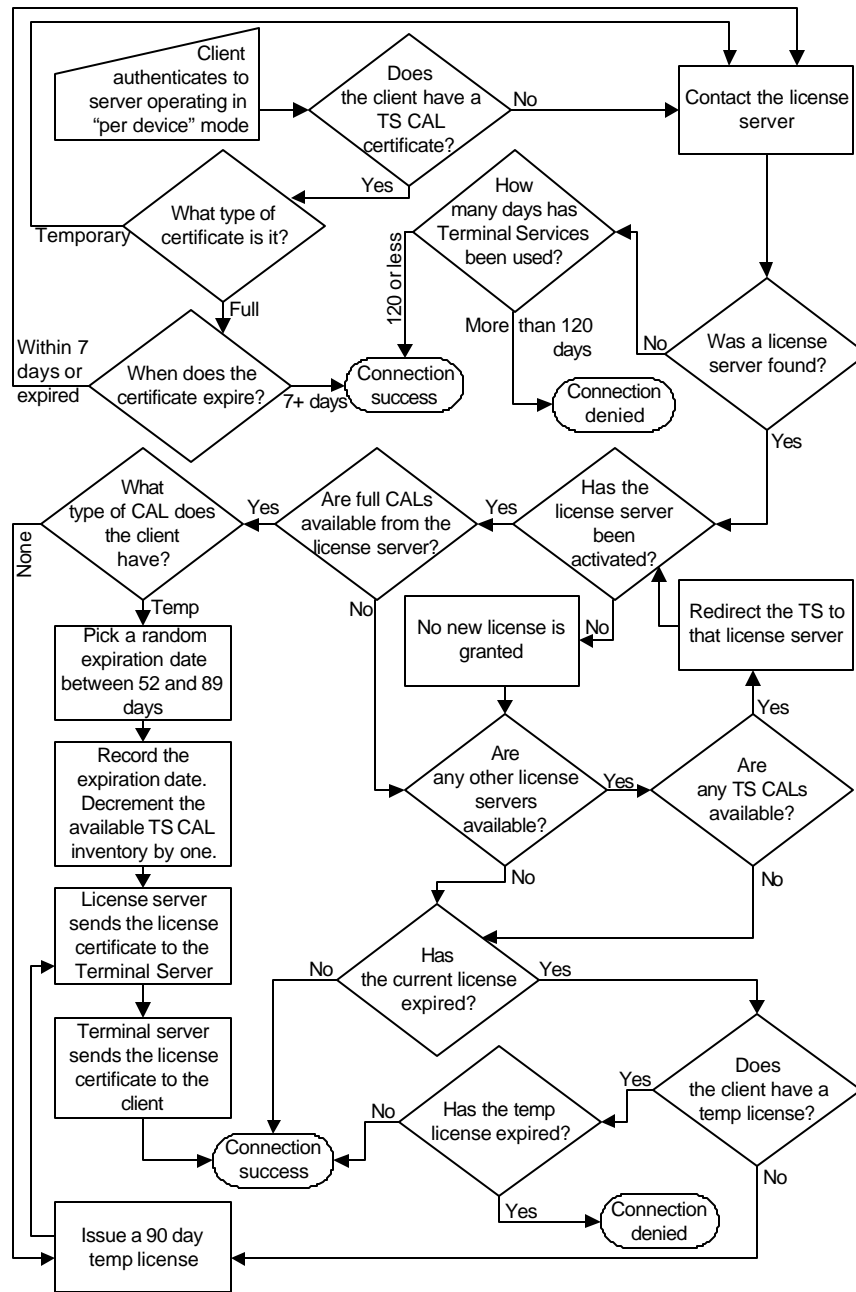 Client
authenticates to
server operating in
“per device” mode
Does
the client have a
TS CAL
certificate?
No
Contact the license
server
Yes
What type of
certificate is it?
Temporary
How
many days has
Terminal Services
been used?
120 or less
Full
More than 120
days
No
Was a license
server found?
Within 7
days or
expired
When does the
certificate expire?
7+ days
Connection
success
Connection
denied
Yes
What
type of CAL does
the client
have?
Yes
Are full CALs
available from the
license server?
Yes
Has the
license server
been
activated?
None
Temp
No
No
No new license is
granted
Redirect the TS to
that license server
Pick a random
expiration date
between 52 and 89
days
Yes
Record the
expiration date.
Decrement the
available TS CAL
inventory by one.
Are
any other license
servers
available?
Yes
Are
any TS CALs
available?
No
No
License server
sends the license
certificate to the
Terminal Server
No
Has
the current license
expired?
Yes
Terminal server
sends the license
certificate to the
client
Does
the client have a
temp license?
Yes
Has the temp
license expired?
No
Connection
success
No
Yes
Connection
denied
Issue a 90 day
temp license